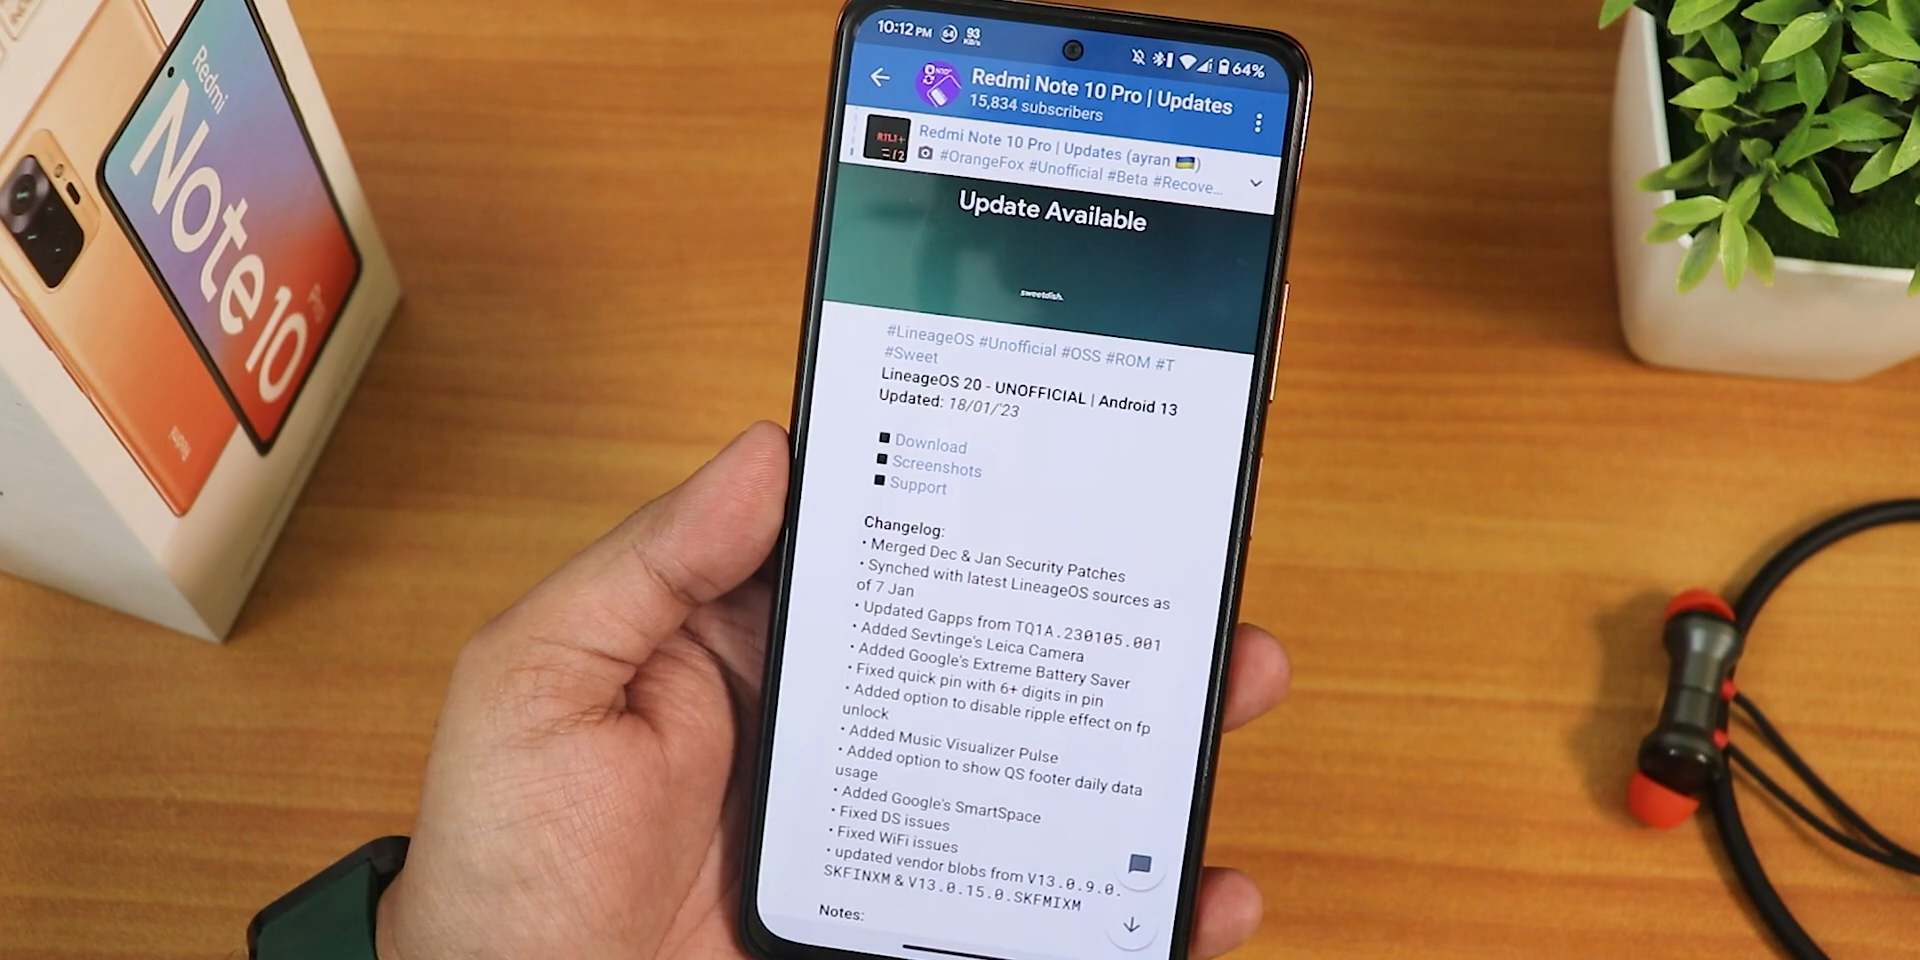 Redmi
Note 10
Redmi
10:12 PM 64 93 KB/s 64%
Redmi Note 10 Pro | Updates
15,834 subscribers
Redmi Note 10 Pro | Updates (ayran 🇺🇦)
#OrangeFox #Unofficial #Beta #Recove...
Update Available
sweetdish.
#LineageOS #Unofficial #OSS #ROM #T
#Sweet
LineageOS 20 - UNOFFICIAL | Android 13
Updated: 18/01/'23
▪ Download
▪ Screenshots
▪ Support
Changelog:
• Merged Dec & Jan Security Patches
• Synched with latest LineageOS sources as
of 7 Jan
• Updated Gapps from TQ1A.230105.001
• Added Sevtinge's Leica Camera
• Added Google's Extreme Battery Saver
• Fixed quick pin with 6+ digits in pin
• Added option to disable ripple effect on fp
unlock
• Added Music Visualizer Pulse
• Added option to show QS footer daily data
usage
• Added Google's SmartSpace
• Fixed DS issues
• Fixed WiFi issues
• updated vendor blobs from V13.0.9.0.
SKFINXM & V13.0.15.0.SKFMIXM
Notes: